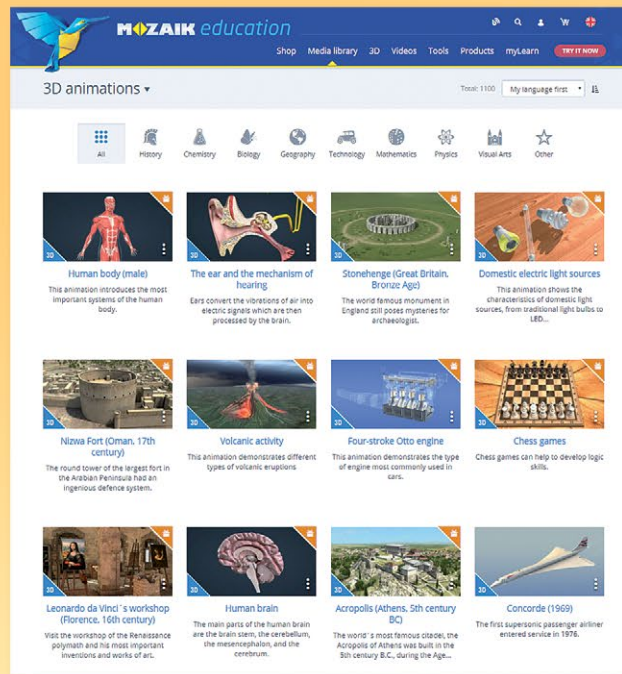 MOZAIK education
Shop Media library 3D Videos Tools Products myLearn TRY IT NOW
3D animations
Total: 1100 My language first
All History Chemistry Biology Geography Technology Mathematics Physics Visual Arts Other
3D 3D 3D 3D
Human body (male)
This animation introduces the most
important systems of the human
body.
The ear and the mechanism of
hearing
Ears convert the vibrations of air into
electric signals which are then
processed by the brain.
Stonehenge (Great Britain,
Bronze Age)
The world famous monument in
England still poses mysteries for
archaeologist.
Domestic electric light sources
This animation shows the
characteristics of domestic light
sources, from traditional light bulbs to
LED...
3D 3D 3D 3D
Nizwa Fort (Oman, 17th
century)
The round tower of the largest fort in
the Arabian Peninsula had an
ingenious defence system.
Volcanic activity
This animation demonstrates different
types of volcanic eruptions
Four-stroke Otto engine
This animation demonstrates the type
of engine most commonly used in
cars.
Chess games
Chess games can help to develop logic
skills.
3D 3D 3D 3D
Leonardo da Vinci`s workshop
(Florence, 16th century)
Visit the workshop of the Renaissance
polymath and his most important
inventions and works of art.
Human brain
The main parts of the human brain
are the brain stem, the cerebellum,
the mesencephalon, and the
cerebrum.
Acropolis (Athens, 5th century
BC)
The world`s most famous citadel, the
Acropolis of Athens was built in the
5th century B.C., during the Age...
Concorde (1969)
The first supersonic passenger airliner
entered service in 1976.